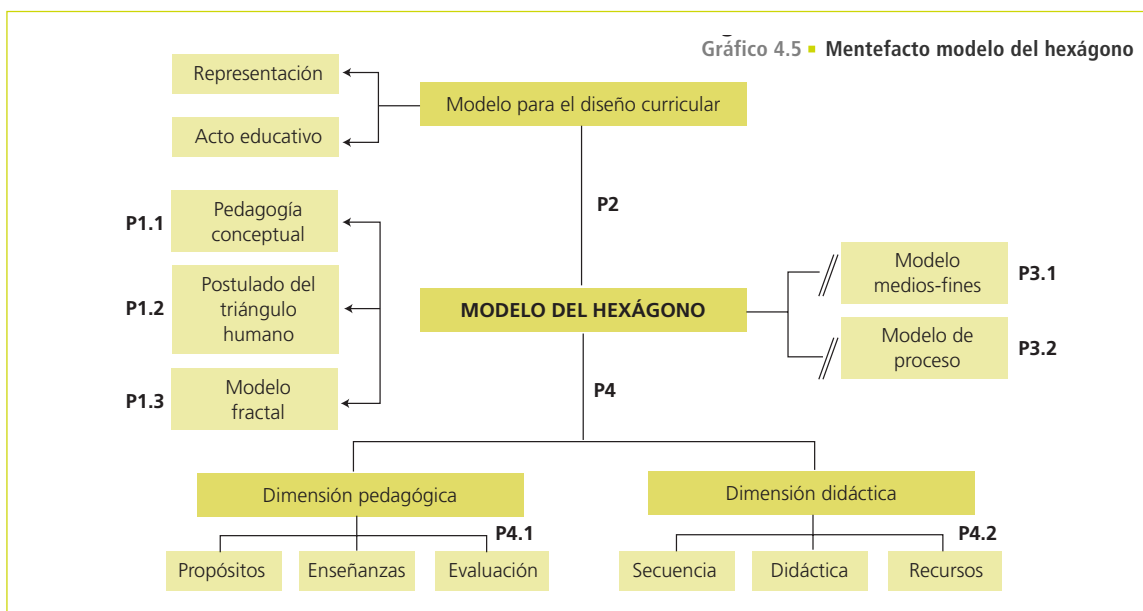 Gráfico 4.5 ▪ Mentefacto modelo del hexágono
Representación
Modelo para el diseño curricular
Acto educativo
P2
P1.1
Pedagogía
conceptual
P1.2
Postulado del
triángulo
humano
P1.3
Modelo
fractal
MODELO DEL HEXÁGONO
Modelo
medios-fines
P3.1
Modelo de
proceso
P3.2
P4
Dimensión pedagógica
P4.1
Propósitos
Enseñanzas
Evaluación
Dimensión didáctica
P4.2
Secuencia
Didáctica
Recursos